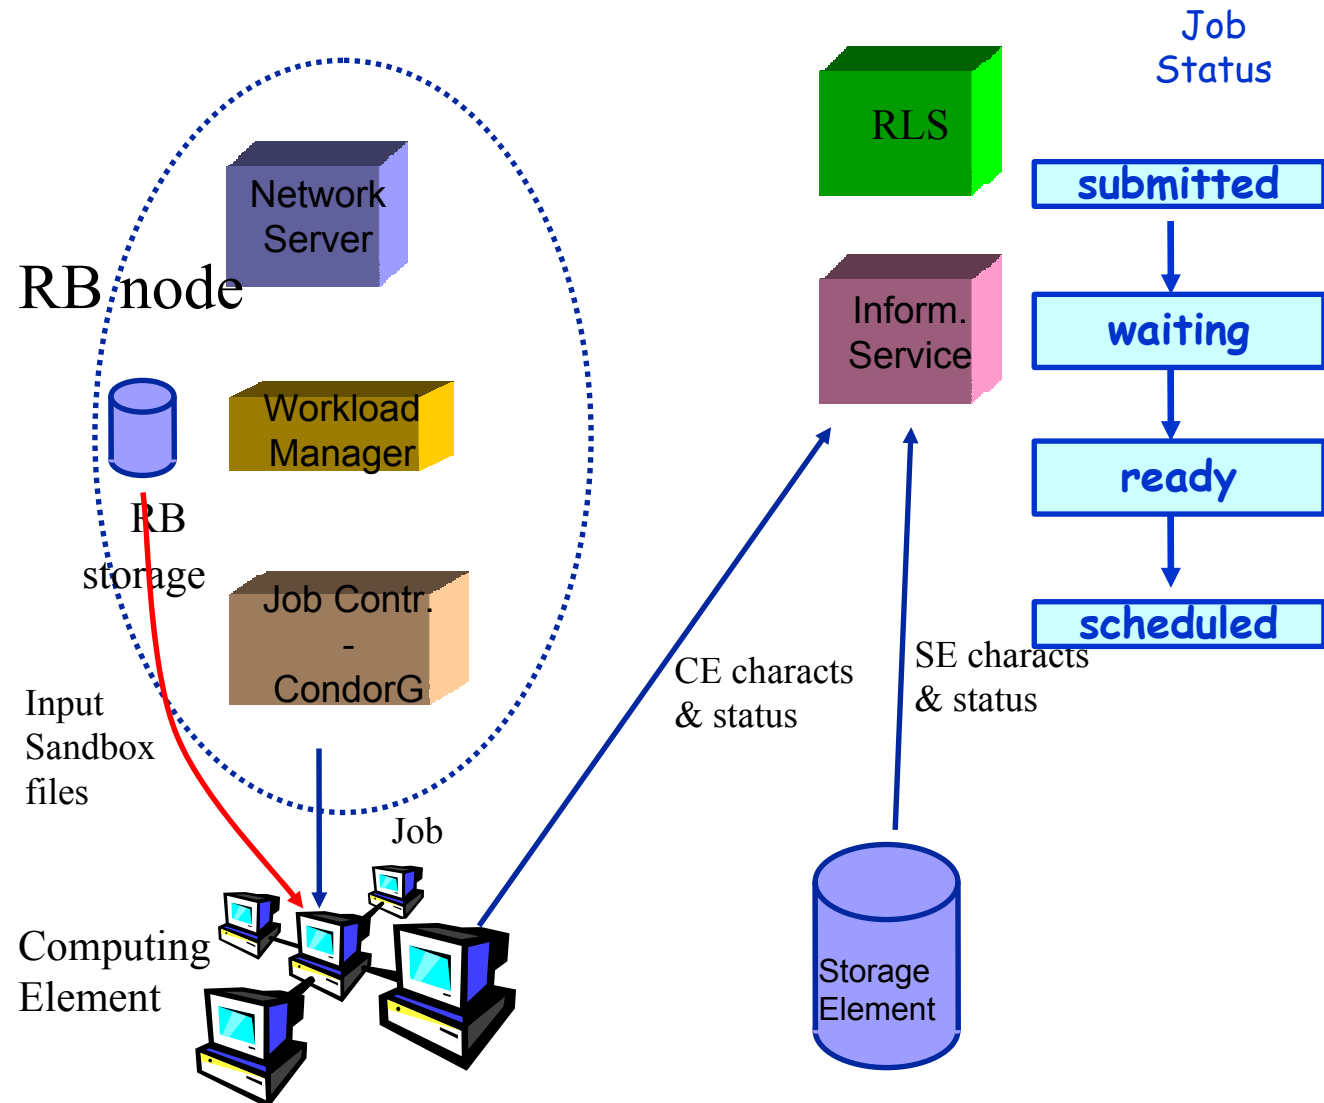 Job
Status
RLS
submitted
Network
Server
RB node
Inform.
Service
waiting
Workload
Manager
ready
RB
storage
Job Contr.
-
CondorG
scheduled
CE characts
& status
SE characts
& status
Input
Sandbox
files
Job
Computing
Element
Storage
Element